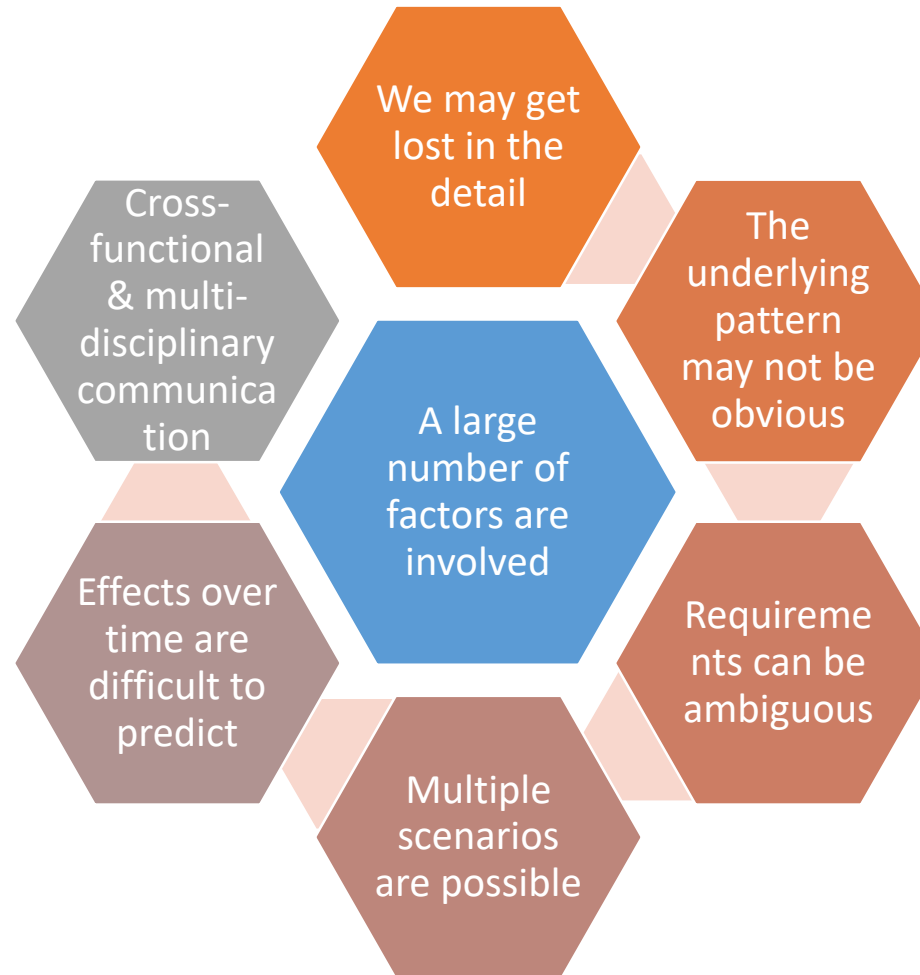 We may get
lost in the
detail
The
underlying
pattern
may not be
obvious
Requireme
nts can be
ambiguous
Multiple
scenarios
are possible
Effects over
time are
difficult to
predict
Cross-
functional
& multi-
disciplinary
communica
tion
A large
number of
factors are
involved